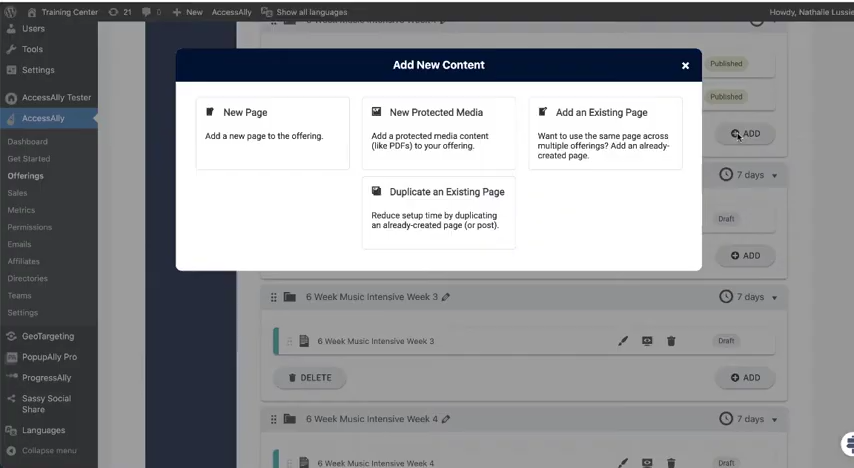 Training Center
21
0
New
AccessAlly
Show all languages
Howdy, Nathalie Lussie
Users
Tools
Settings
AccessAlly Tester
AccessAlly
Dashboard
Get Started
Offerings
Sales
Metrics
Permissions
Emails
Affiliates
Directories
Teams
Settings
GeoTargeting
PopupAlly Pro
ProgressAlly
Sassy Social
Share
Languages
Collapse menu
Add New Content
New Page
Add a new page to the offering.
New Protected Media
Add a protected media content
(like PDFs) to your offering.
Add an Existing Page
Want to use the same page across
multiple offerings? Add an already-
created page.
Duplicate an Existing Page
Reduce setup time by duplicating
an already-created page (or post).
Published
Published
ADD
7 days
Draft
ADD
6 Week Music Intensive Week 3
7 days
6 Week Music Intensive Week 3
Draft
DELETE
ADD
6 Week Music Intensive Week 4
7 days
6 Week Music Intensive Week 4
Draft